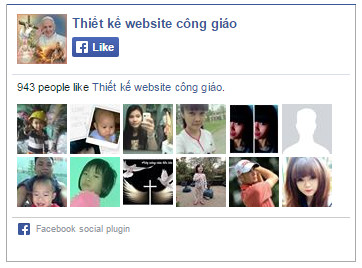 Thiết kế website công giáo
Like
943 people like Thiết kế website công giáo.
Facebook social plugin